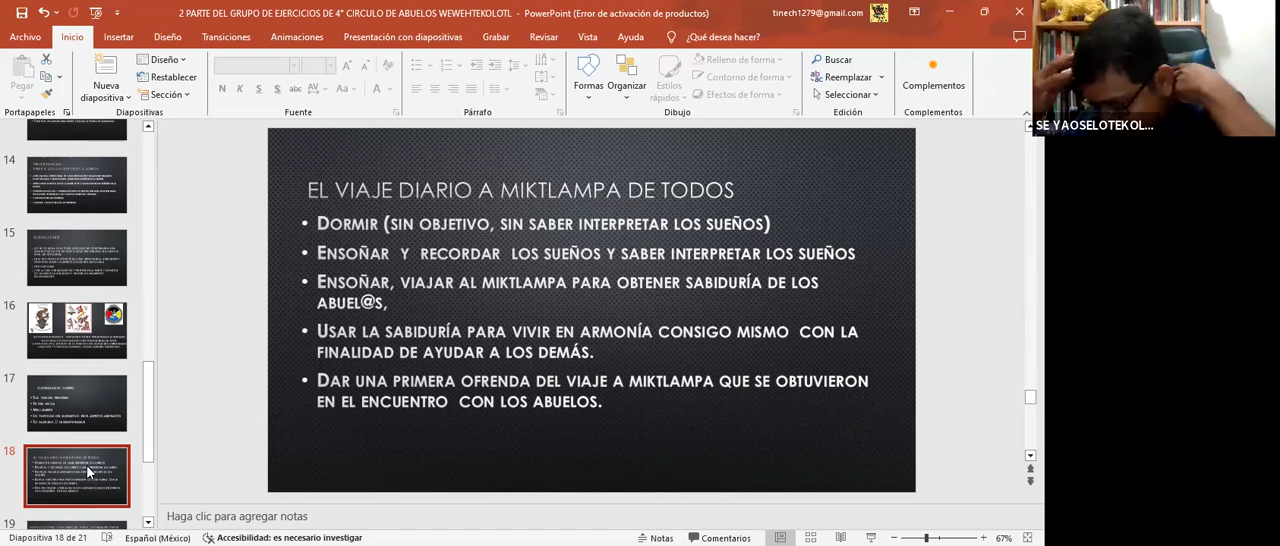 2 PARTE DEL GRUPO DE EJERCICIOS DE 4° CIRCULO DE ABUELOS WEWEHTEKOLOTL - PowerPoint (Error de activación de productos)
tinech1279@gmail.com
Archivo Inicio Insertar Diseño Transiciones Animaciones Presentación con diapositivas Grabar Revisar Vista Ayuda ¿Qué desea hacer?
Pegar
Nueva diapositiva
Diseño
Restablecer
Sección
N K S S abc AV Aa A
Formas
Organizar
Estilos rápidos
Relleno de forma
Contorno de forma
Efectos de forma
Buscar
Reemplazar
Seleccionar
Complementos
Portapapeles Diapositivas Fuente Párrafo Dibujo Edición Complementos
SE YAOSELOTEKOL...
14
15
16
17
18
19
EL VIAJE DIARIO A MIKTLAMPA DE TODOS
• DORMIR (SIN OBJETIVO, SIN SABER INTERPRETAR LOS SUEÑOS)
• ENSOÑAR Y RECORDAR LOS SUEÑOS Y SABER INTERPRETAR LOS SUEÑOS
• ENSOÑAR, VIAJAR AL MIKTLAMPA PARA OBTENER SABIDURÍA DE LOS
ABUEL@S,
• USAR LA SABIDURÍA PARA VIVIR EN ARMONÍA CONSIGO MISMO CON LA
FINALIDAD DE AYUDAR A LOS DEMÁS.
• DAR UNA PRIMERA OFRENDA DEL VIAJE A MIKTLAMPA QUE SE OBTUVIERON
EN EL ENCUENTRO CON LOS ABUELOS.
Haga clic para agregar notas
Diapositiva 18 de 21 Español (México) Accesibilidad: es necesario investigar Notas Comentarios 67%